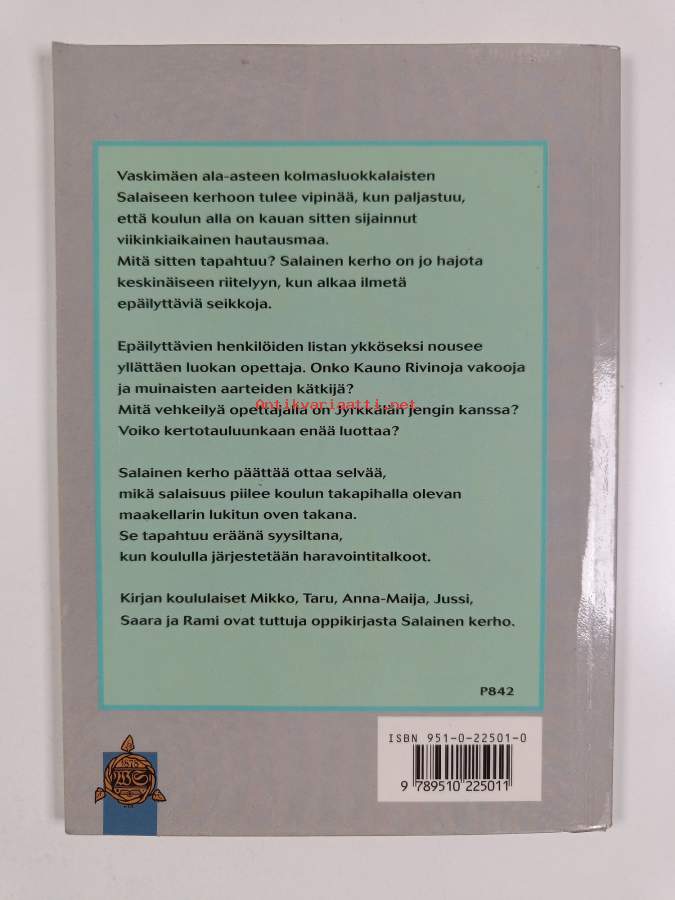 Vaskimäen ala-asteen kolmasluokkalaisten
Salaiseen kerhoon tulee vipinää, kun paljastuu,
että koulun alla on kauan sitten sijainnut
viikinkiaikainen hautausmaa.
Mitä sitten tapahtuu? Salainen kerho on jo hajota
keskinäiseen riitelyyn, kun alkaa ilmetä
epäilyttäviä seikkoja.
Epäilyttävien henkilöiden listan ykköseksi nousee
yllättäen luokan opettaja. Onko Kauno Rivinoja vakooja
ja muinaisten aarteiden kätkijä?
Antikvariaatti.net
Mitä vehkeilyä opettajalla on Jyrkkälän jengin kanssa?
Voiko kertotauluunkaan enää luottaa?
Salainen kerho päättää ottaa selvää,
mikä salaisuus piilee koulun takapihalla olevan
maakellarin lukitun oven takana.
Se tapahtuu eräänä syysiltana,
kun koululla järjestetään haravointitalkoot.
Kirjan koululaiset Mikko, Taru, Anna-Maija, Jussi,
Saara ja Rami ovat tuttuja oppikirjasta Salainen kerho.
P842
ISBN 951-0-22501-0
9 789510 225011
1878
WS